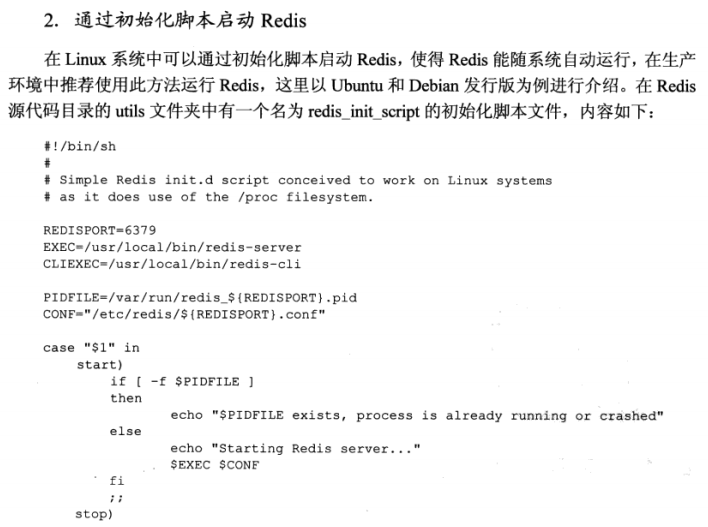 2. 通过初始化脚本启动 Redis
在 Linux 系统中可以通过初始化脚本启动 Redis，使得 Redis 能随系统自动运行，在生产
环境中推荐使用此方法运行 Redis，这里以 Ubuntu 和 Debian 发行版为例进行介绍。在 Redis
源代码目录的 utils 文件夹中有一个名为 redis_init_script 的初始化脚本文件，内容如下：
#!/bin/sh
#
# Simple Redis init.d script conceived to work on Linux systems
# as it does use of the /proc filesystem.
REDISPORT=6379
EXEC=/usr/local/bin/redis-server
CLIEXEC=/usr/local/bin/redis-cli
PIDFILE=/var/run/redis_${REDISPORT}.pid
CONF="/etc/redis/${REDISPORT}.conf"
case "$1" in
start)
if [ -f $PIDFILE ]
then
echo "$PIDFILE exists, process is already running or crashed"
else
echo "Starting Redis server..."
$EXEC $CONF
fi
;;
stop)